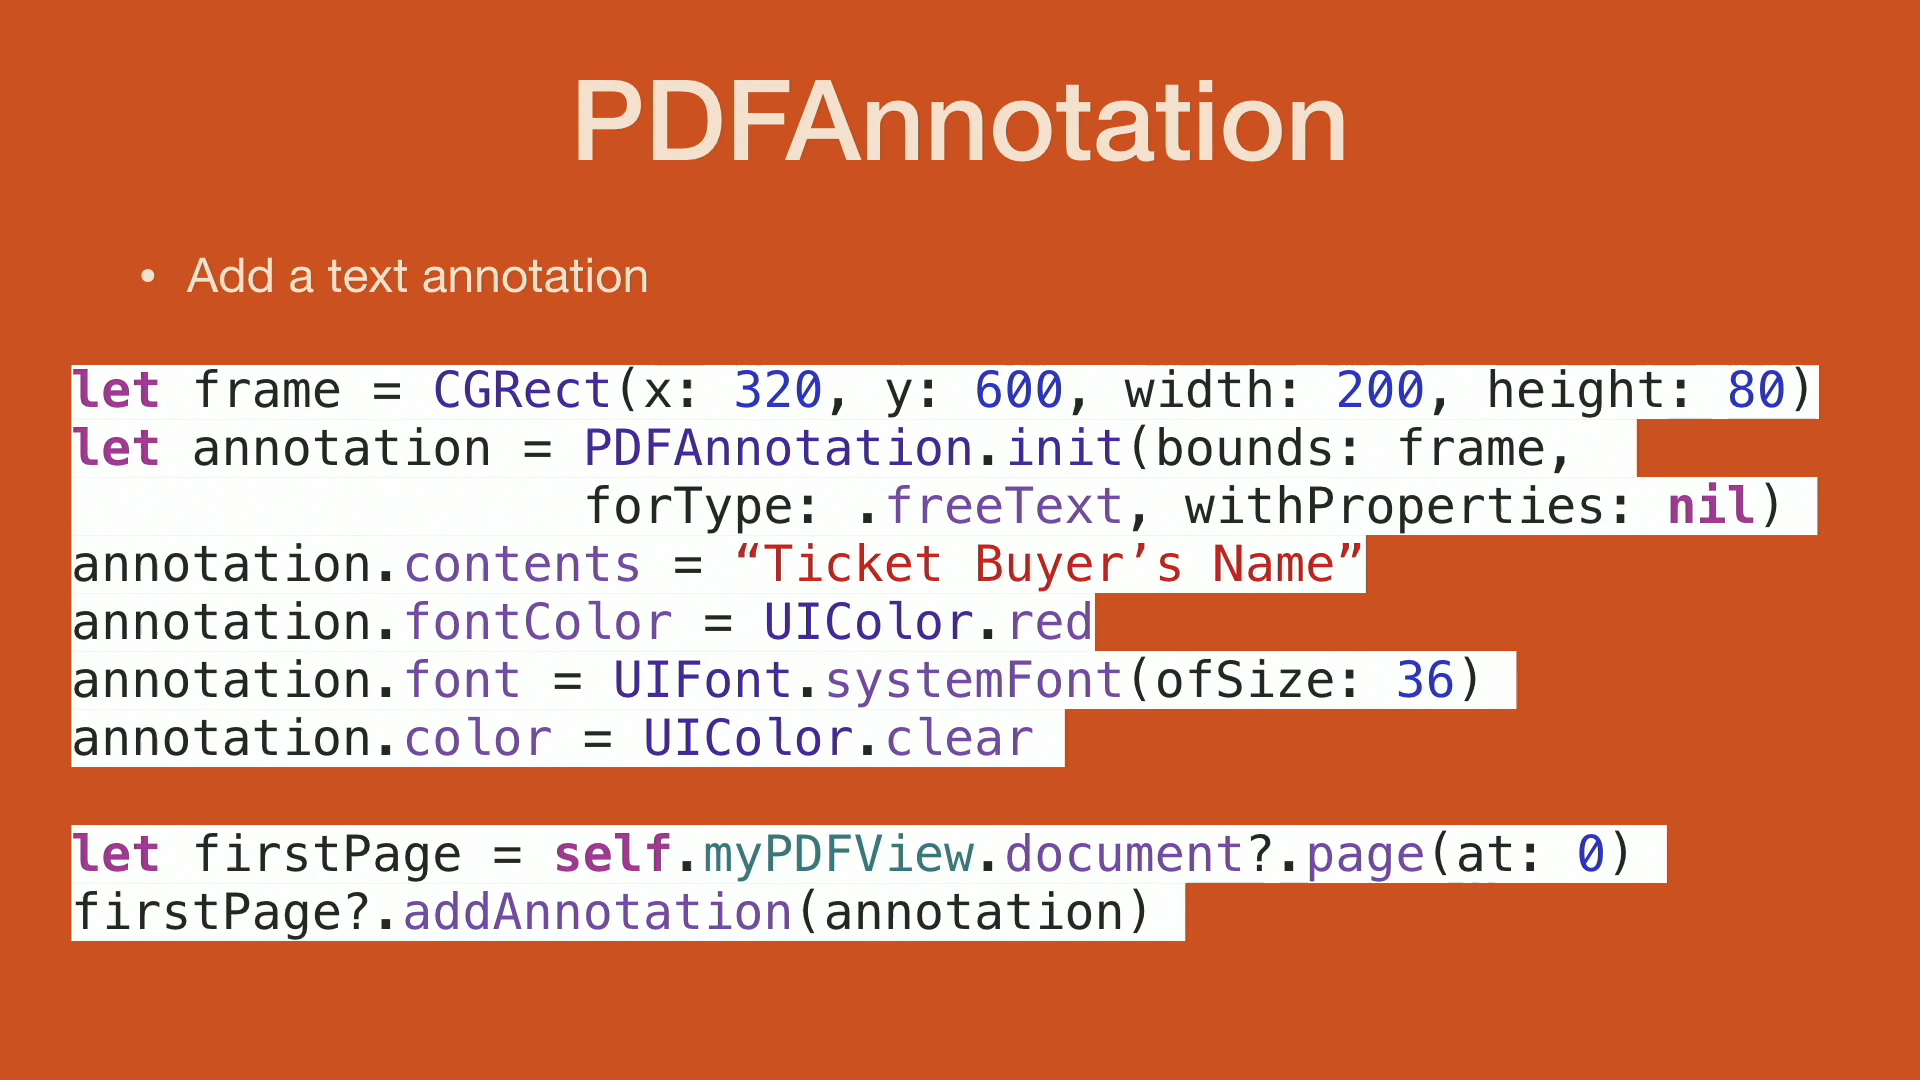 PDFAnnotation
• Add a text annotation
let frame = CGRect(x: 320, y: 600, width: 200, height: 80)
let annotation = PDFAnnotation.init(bounds: frame,
forType: .freeText, withProperties: nil)
annotation.contents = “Ticket Buyer’s Name”
annotation.fontColor = UIColor.red
annotation.font = UIFont.systemFont(ofSize: 36)
annotation.color = UIColor.clear
let firstPage = self.myPDFView.document?.page(at: 0)
firstPage?.addAnnotation(annotation)